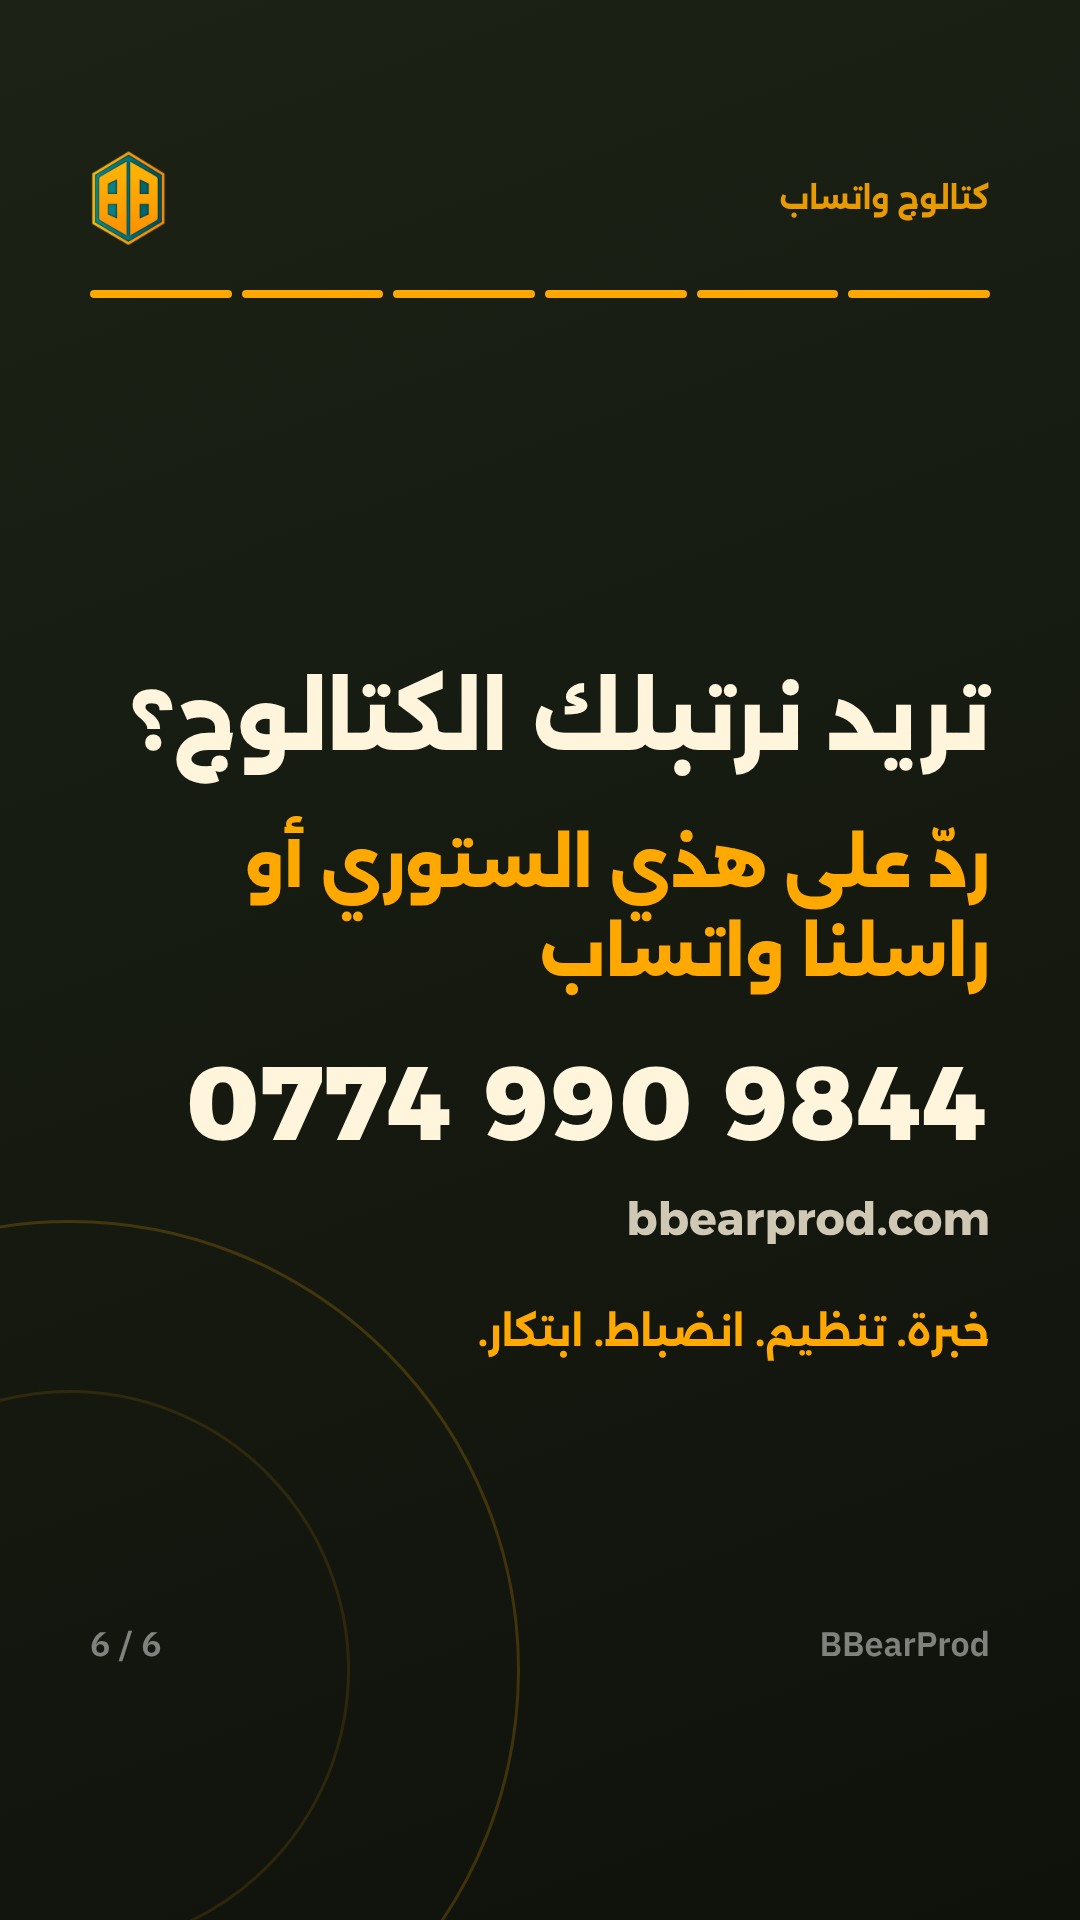 كتالوج واتساب
تريد نرتبلك الكتالوج؟
ردّ على هذي الستوري أو
راسلنا واتساب
0774 990 9844
bbearprod.com
خبرة. تنظيم. انضباط. ابتكار.
BBearProd
6 / 6